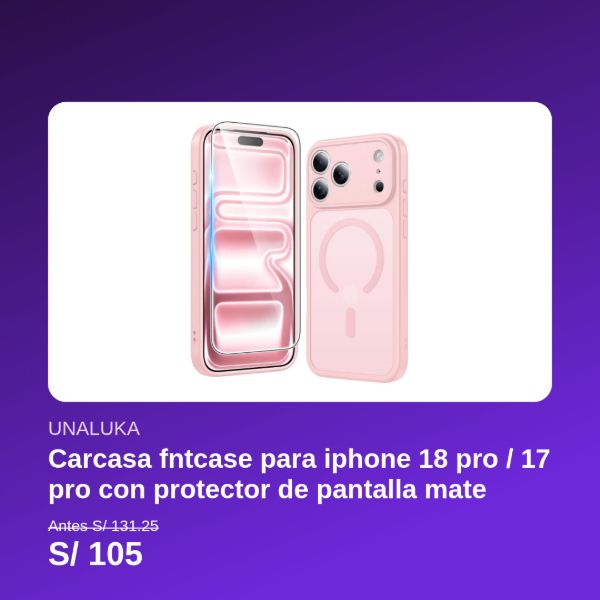 UNALUKA
Carcasa fntcase para iphone 18 pro / 17
pro con protector de pantalla mate
Antes S/ 131.25
S/ 105